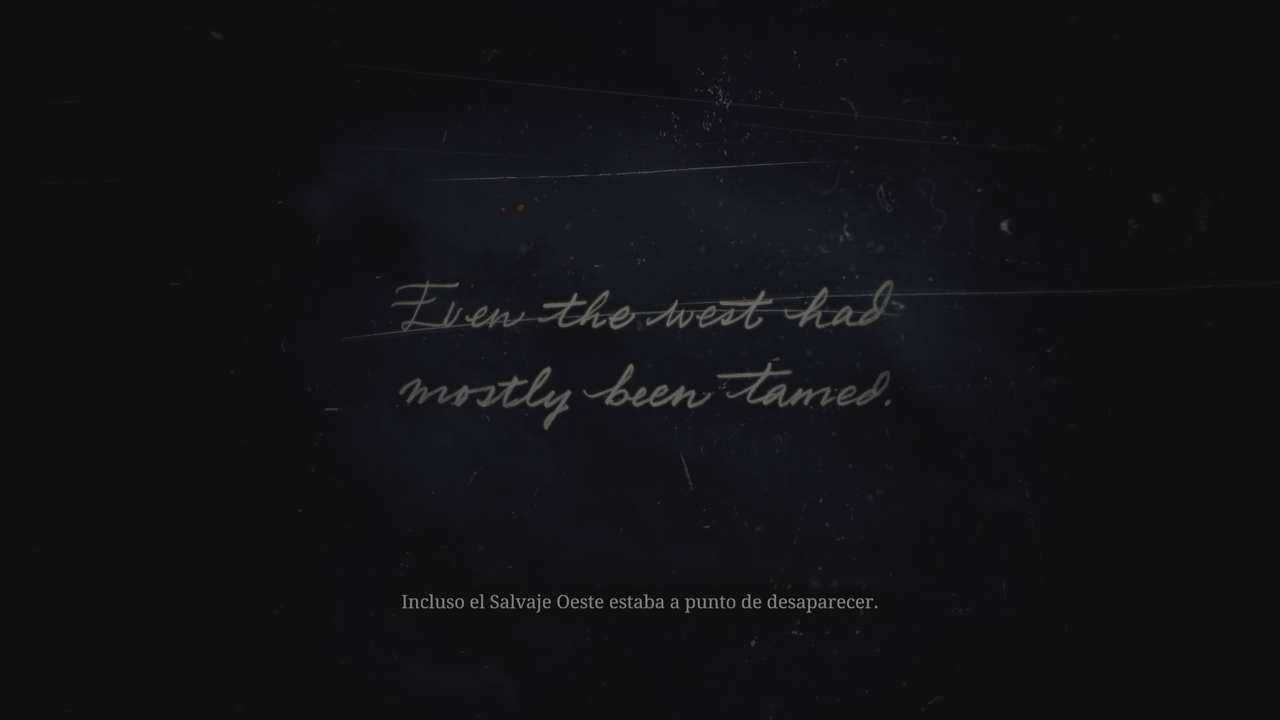 Even the west had
mostly been tamed.
Incluso el Salvaje Oeste estaba a punto de desaparecer.